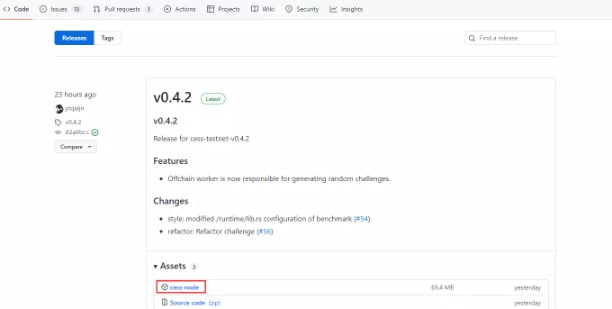 Code Issues 13 Pull requests 1 Actions Projects Wiki Security Insights
Releases Tags Find a release
23 hours ago
v0.4.2 Latest
v0.4.2
v0.4.2
Release for cess-testnet-v0.4.2
Compare
Features
Offchain worker is now responsible for generating random challenges.
Changes
style: modified /runtime/lib.rs configuration of benchmark (#54)
refactor: Refactor challenge (#56)
Assets 3
cess-node 69.4 MB yesterday
Source code (zip) yesterday